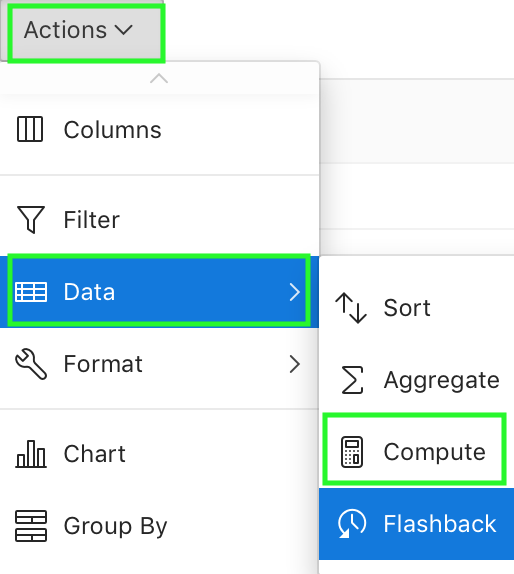 Actions
Columns
Filter
Data
Format
Chart
Group By
Sort
Aggregate
Compute
Flashback